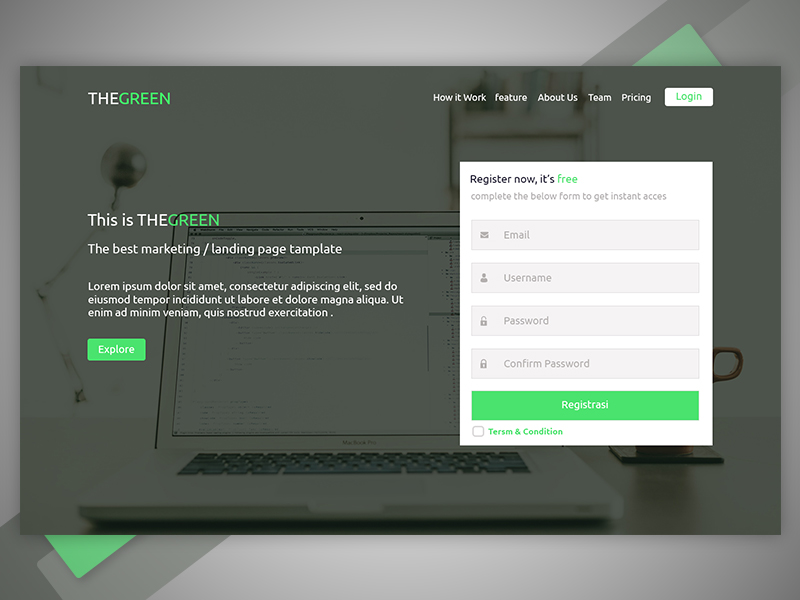 THEGREEN
How it Work feature About Us Team Pricing Login
This is THEGREEN
The best marketing / landing page tamplate
Lorem ipsum dolor sit amet, consectetur adipiscing elit, sed do
eiusmod tempor incididunt ut labore et dolore magna aliqua. Ut
enim ad minim veniam, quis nostrud exercitation .
Explore
Register now, it's free
complete the below form to get instant acces
Email
Username
Password
Confirm Password
Registrasi
Tersm & Condition
MacBook Pro